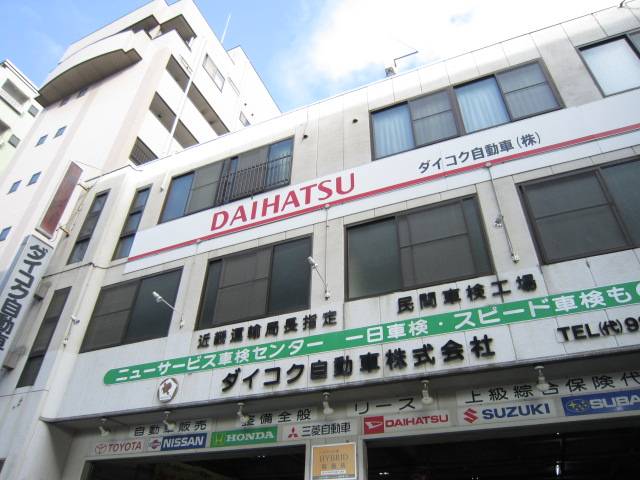 DAIHATSU
ダイコク自動車(株)
ダイコク自動車
近畿運輸局長指定 民間車検工場
ニューサービス車検センター 一日車検・スピード車検も
TEL(代)9
ダイコク自動車株式会社
自動車販売 整備全般 リース 上級綜合保険代
TOYOTA NISSAN HONDA 三菱自動車 DAIHATSU SUZUKI SUBA
HYBRID